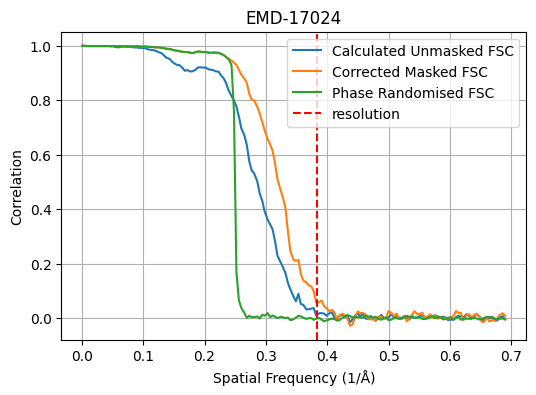 EMD-17024
Calculated Unmasked FSC
Corrected Masked FSC
Phase Randomised FSC
resolution
Correlation
1.0
0.8
0.6
0.4
0.2
0.0
0.0 0.1 0.2 0.3 0.4 0.5 0.6 0.7
Spatial Frequency (1/Å)